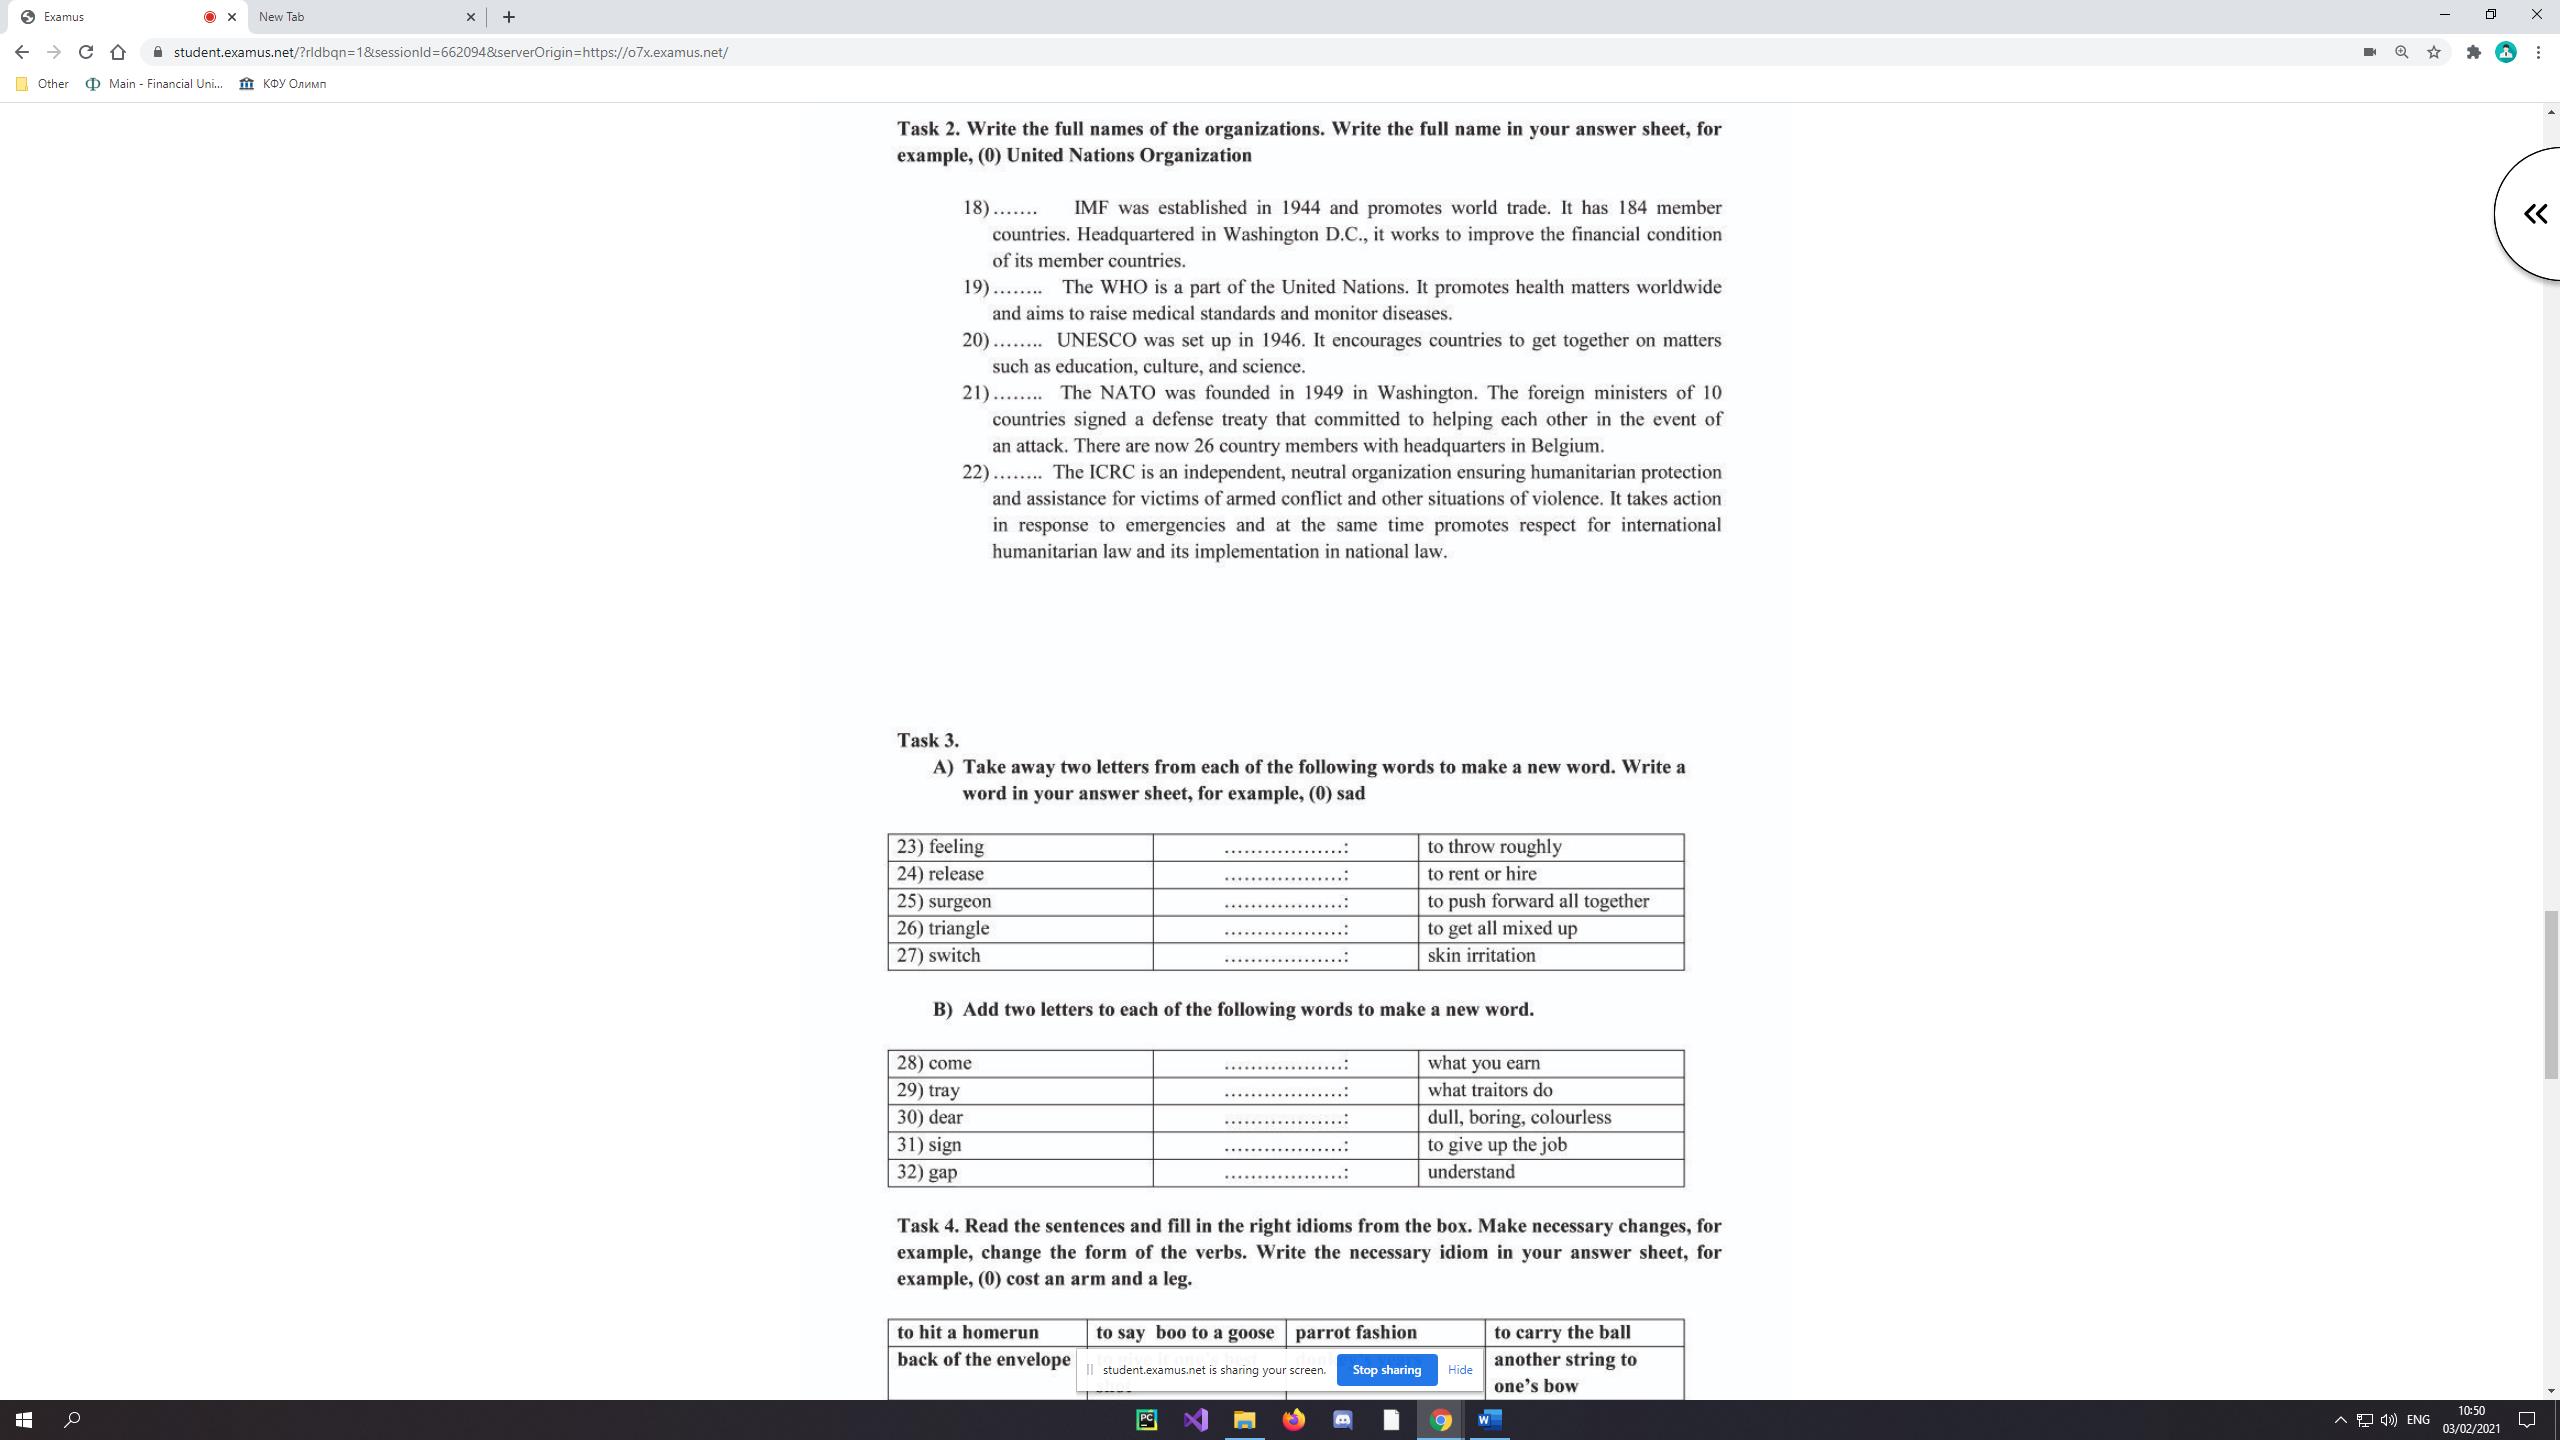 Examus
New Tab
student.examus.net/?rldbqn=1&sessionId=662094&serverOrigin=https://o7x.examus.net/
Other
Main - Financial Uni...
КФУ Олимп
Task 2. Write the full names of the organizations. Write the full name in your answer sheet, for
example, (0) United Nations Organization
18) ……. IMF was established in 1944 and promotes world trade. It has 184 member
countries. Headquartered in Washington D.C., it works to improve the financial condition
of its member countries.
19) …….. The WHO is a part of the United Nations. It promotes health matters worldwide
and aims to raise medical standards and monitor diseases.
20) …….. UNESCO was set up in 1946. It encourages countries to get together on matters
such as education, culture, and science.
21) …….. The NATO was founded in 1949 in Washington. The foreign ministers of 10
countries signed a defense treaty that committed to helping each other in the event of
an attack. There are now 26 country members with headquarters in Belgium.
22) …….. The ICRC is an independent, neutral organization ensuring humanitarian protection
and assistance for victims of armed conflict and other situations of violence. It takes action
in response to emergencies and at the same time promotes respect for international
humanitarian law and its implementation in national law.
Task 3.
A) Take away two letters from each of the following words to make a new word. Write a
word in your answer sheet, for example, (0) sad
23) feeling ………………: to throw roughly
24) release ………………: to rent or hire
25) surgeon ………………: to push forward all together
26) triangle ………………: to get all mixed up
27) switch ………………: skin irritation
B) Add two letters to each of the following words to make a new word.
28) come ………………: what you earn
29) tray ………………: what traitors do
30) dear ………………: dull, boring, colourless
31) sign ………………: to give up the job
32) gap ………………: understand
Task 4. Read the sentences and fill in the right idioms from the box. Make necessary changes, for
example, change the form of the verbs. Write the necessary idiom in your answer sheet, for
example, (0) cost an arm and a leg.
to hit a homerun to say boo to a goose parrot fashion to carry the ball
back of the envelope another string to
one's bow
student.examus.net is sharing your screen. Stop sharing Hide
PC
W
ENG
10:50
03/02/2021